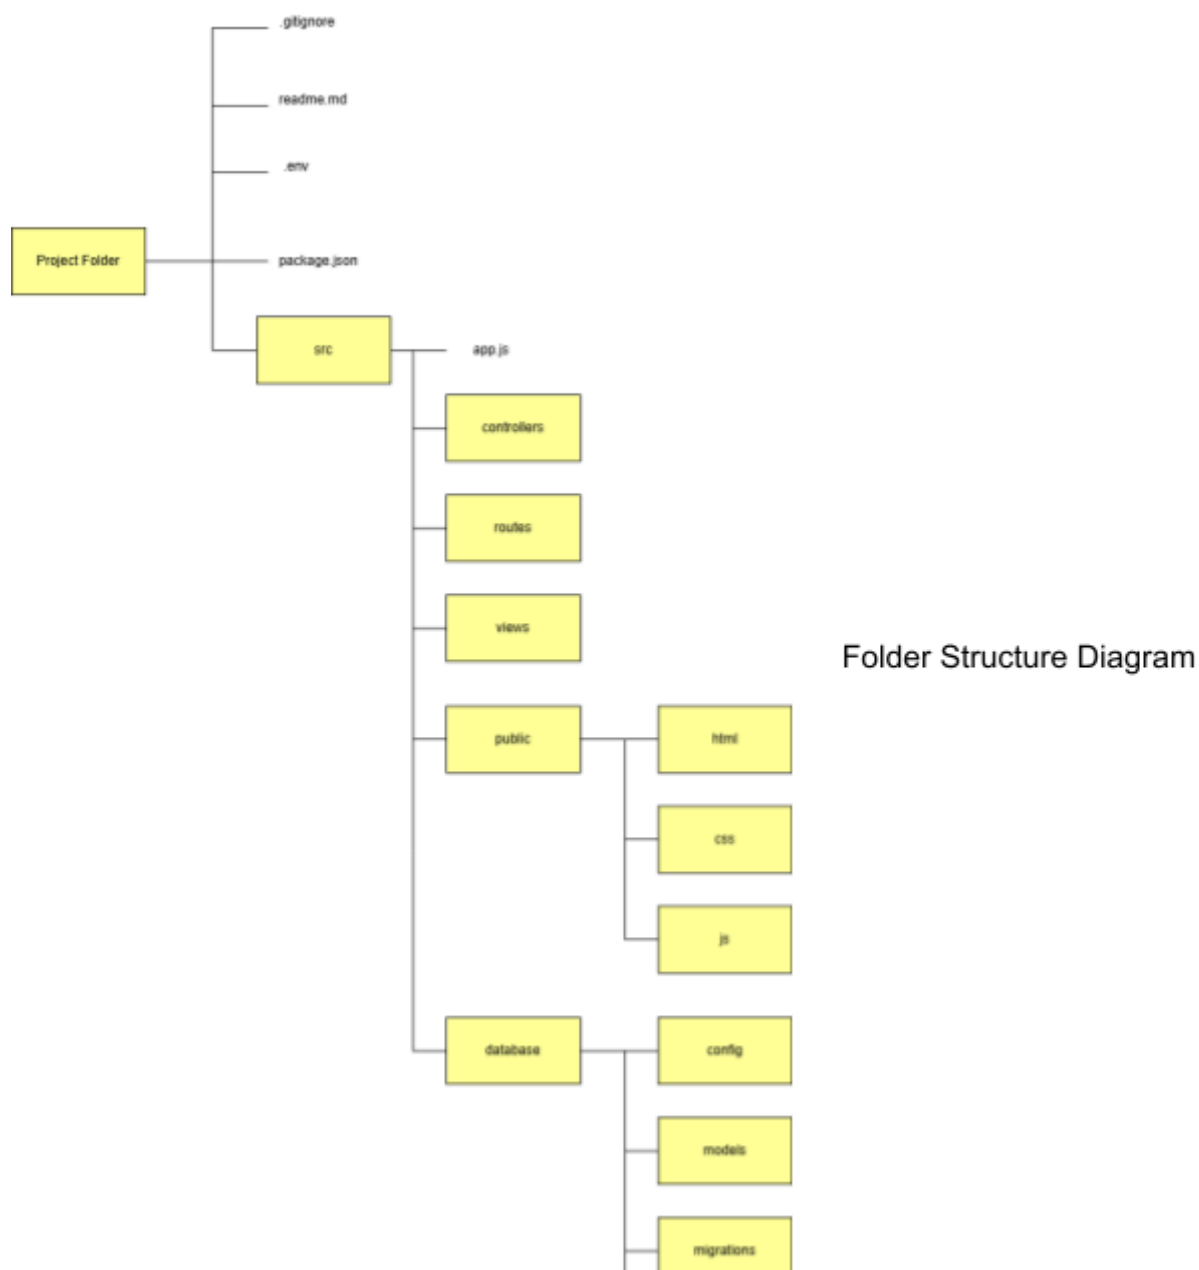 .gitignore
readme.md
.env
Project Folder
package.json
src
app.js
controllers
routes
views
Folder Structure Diagram
public
html
css
js
database
config
models
migrations